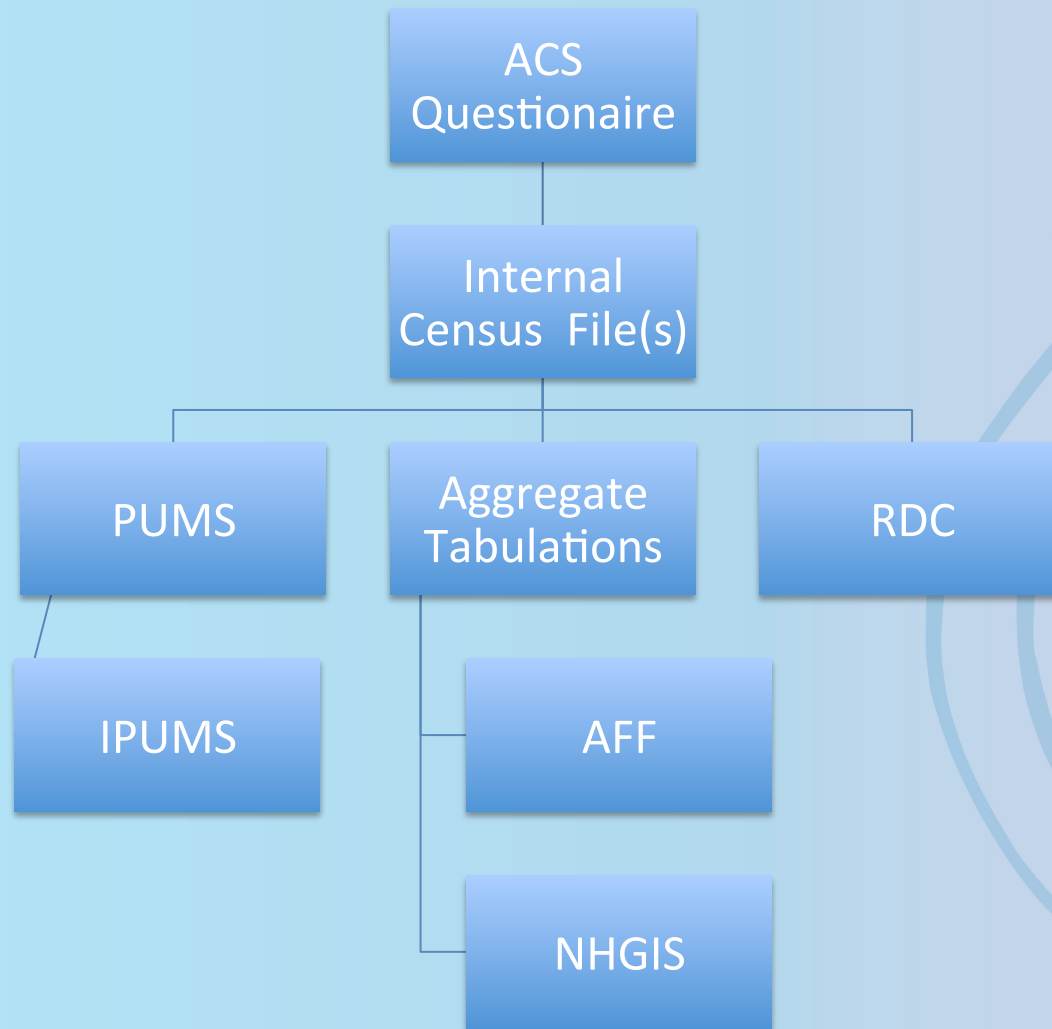 ACS
Questionaire
Internal
Census  File(s)
PUMS
Aggregate
Tabulations
RDC
IPUMS
AFF
NHGIS